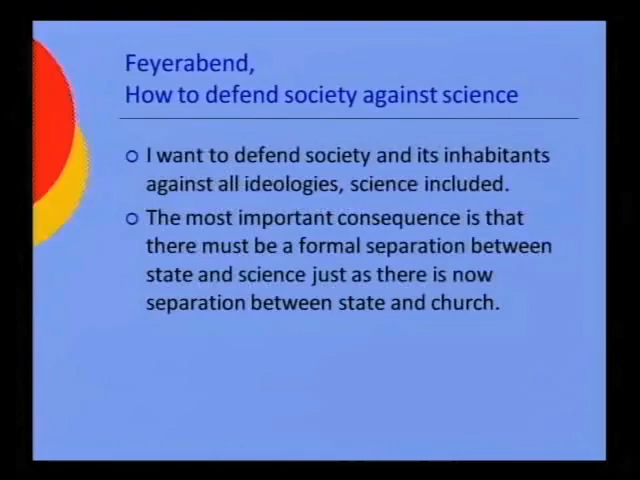 Feyerabend,
How to defend society against science
I want to defend society and its inhabitants
against all ideologies, science included.
The most important consequence is that
there must be a formal separation between
state and science just as there is now
separation between state and church.